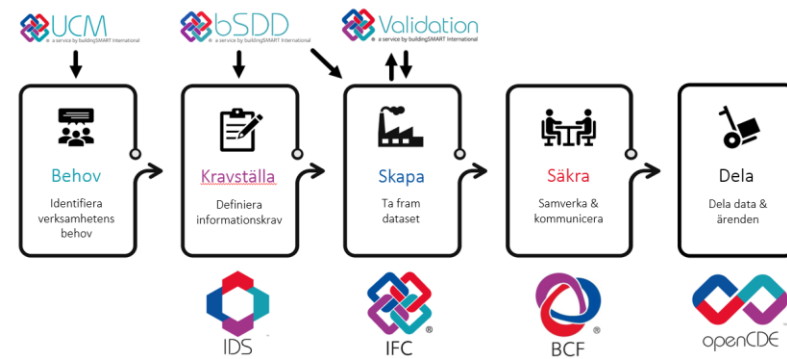 UCM
® a service by buildingSMART International
bSDD
® a service by buildingSMART International
Validation
® a service by buildingSMART International
Behov
Identifiera
verksamhetens
behov
Kravställa
Definiera
informationskrav
Skapa
Ta fram
dataset
Säkra
Samverka &
kommunicera
Dela
Dela data &
ärenden
IDS
IFC
®
BCF
®
openCDE